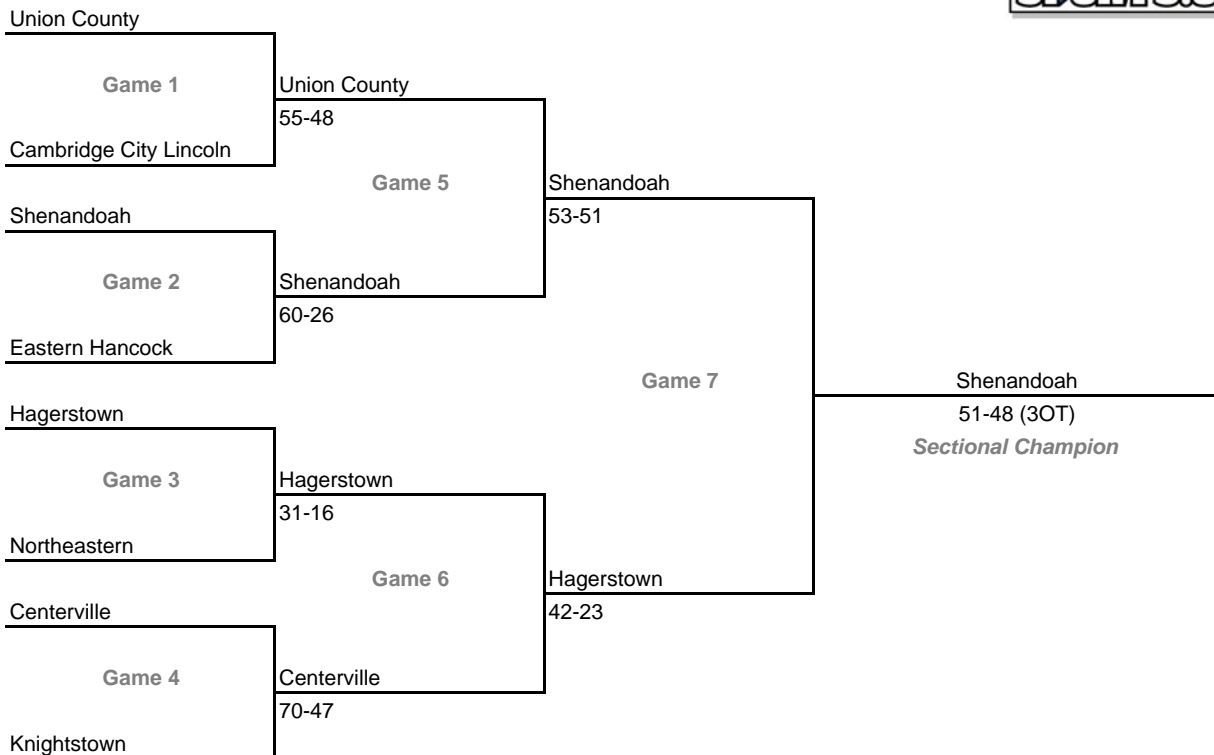 Union County
Game 1
Union County
55-48
Cambridge City Lincoln
Game 5
Shenandoah
Shenandoah
53-51
Game 2
Shenandoah
60-26
Eastern Hancock
Game 7
Shenandoah
Hagerstown
51-48 (3OT)
Sectional Champion
Game 3
Hagerstown
31-16
Northeastern
Game 6
Hagerstown
Centerville
42-23
Game 4
Centerville
70-47
Knightstown